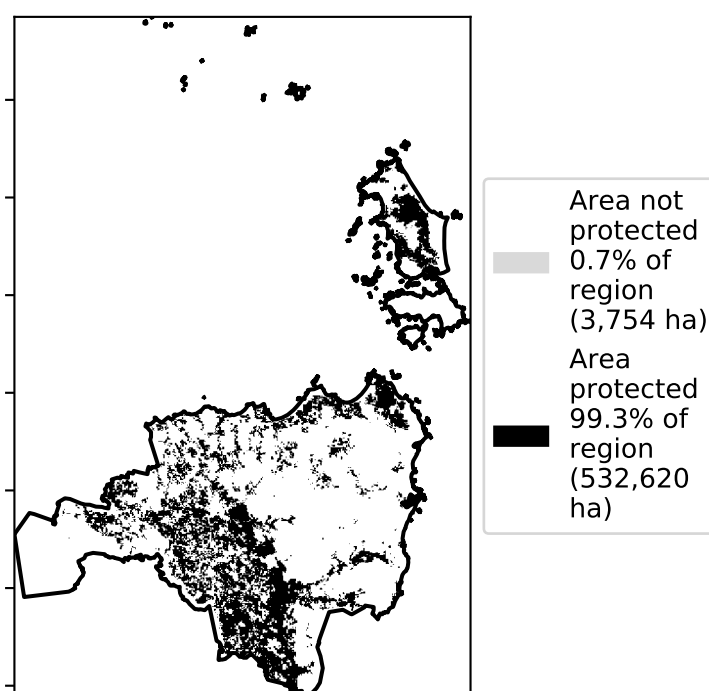 Area not
protected
0.7% of
region
(3,754 ha)
Area
protected
99.3% of
region
(532,620
ha)